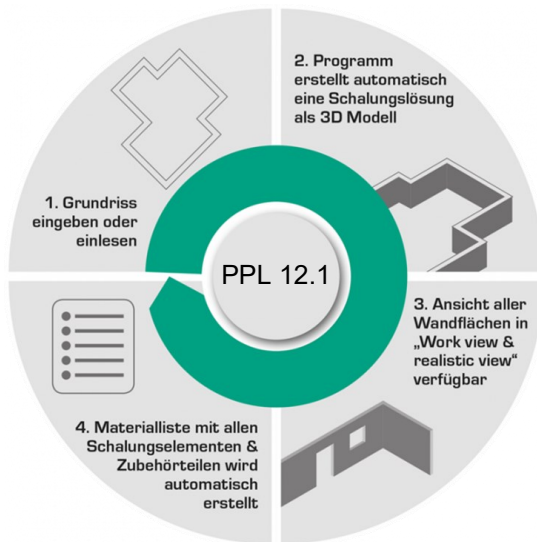 1. Grundriss
eingeben oder
einlesen
2. Programm
erstellt automatisch
eine Schalungslösung
als 3D Modell
PPL 12.1
3. Ansicht aller
Wandflächen in
„Work view &
realistic view“
verfügbar
4. Materialliste mit allen
Schalungselementen &
Zubehörteilen wird
automatisch
erstellt